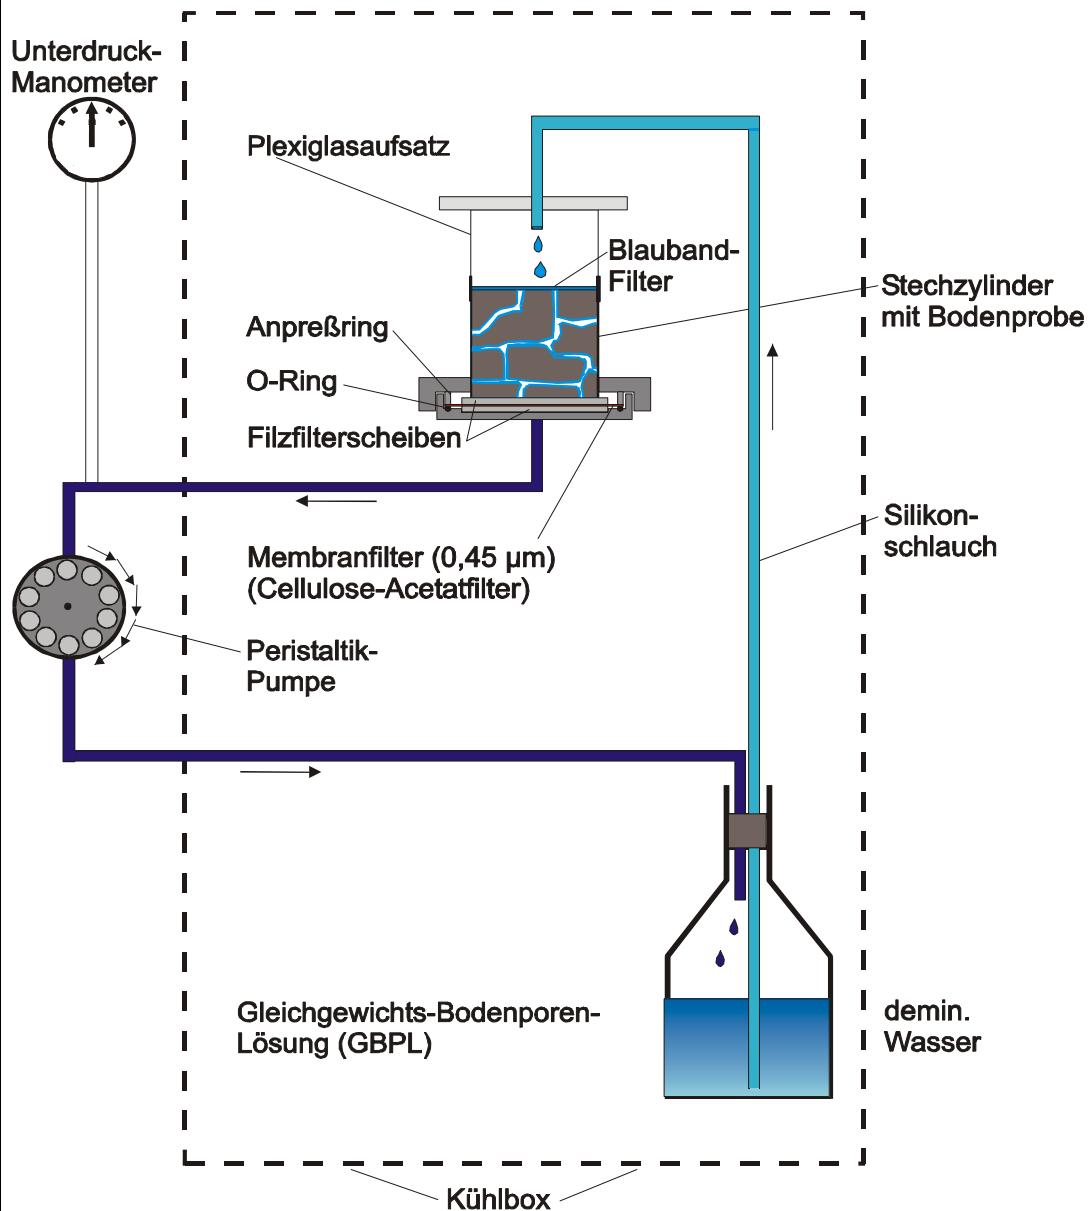 Unterdruck-
Manometer
Plexiglasaufsatz
Blauband-
Filter
Stechzylinder
mit Bodenprobe
Anpreßring
O-Ring
Filzfilterscheiben
Silikon-
schlauch
Membranfilter (0,45 µm)
(Cellulose-Acetatfilter)
Peristaltik-
Pumpe
Gleichgewichts-Bodenporen-
Lösung (GBPL)
demin.
Wasser
Kühlbox